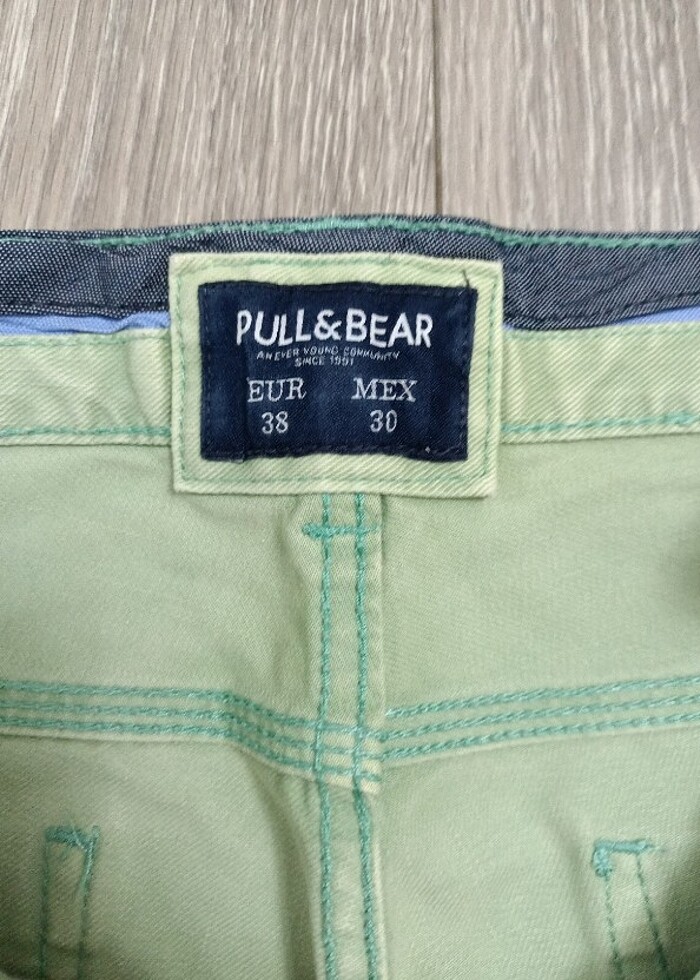 PULL&BEAR
AN EVER YOUNG COMMUNITY
SINCE 1991
EUR MEX
38 30